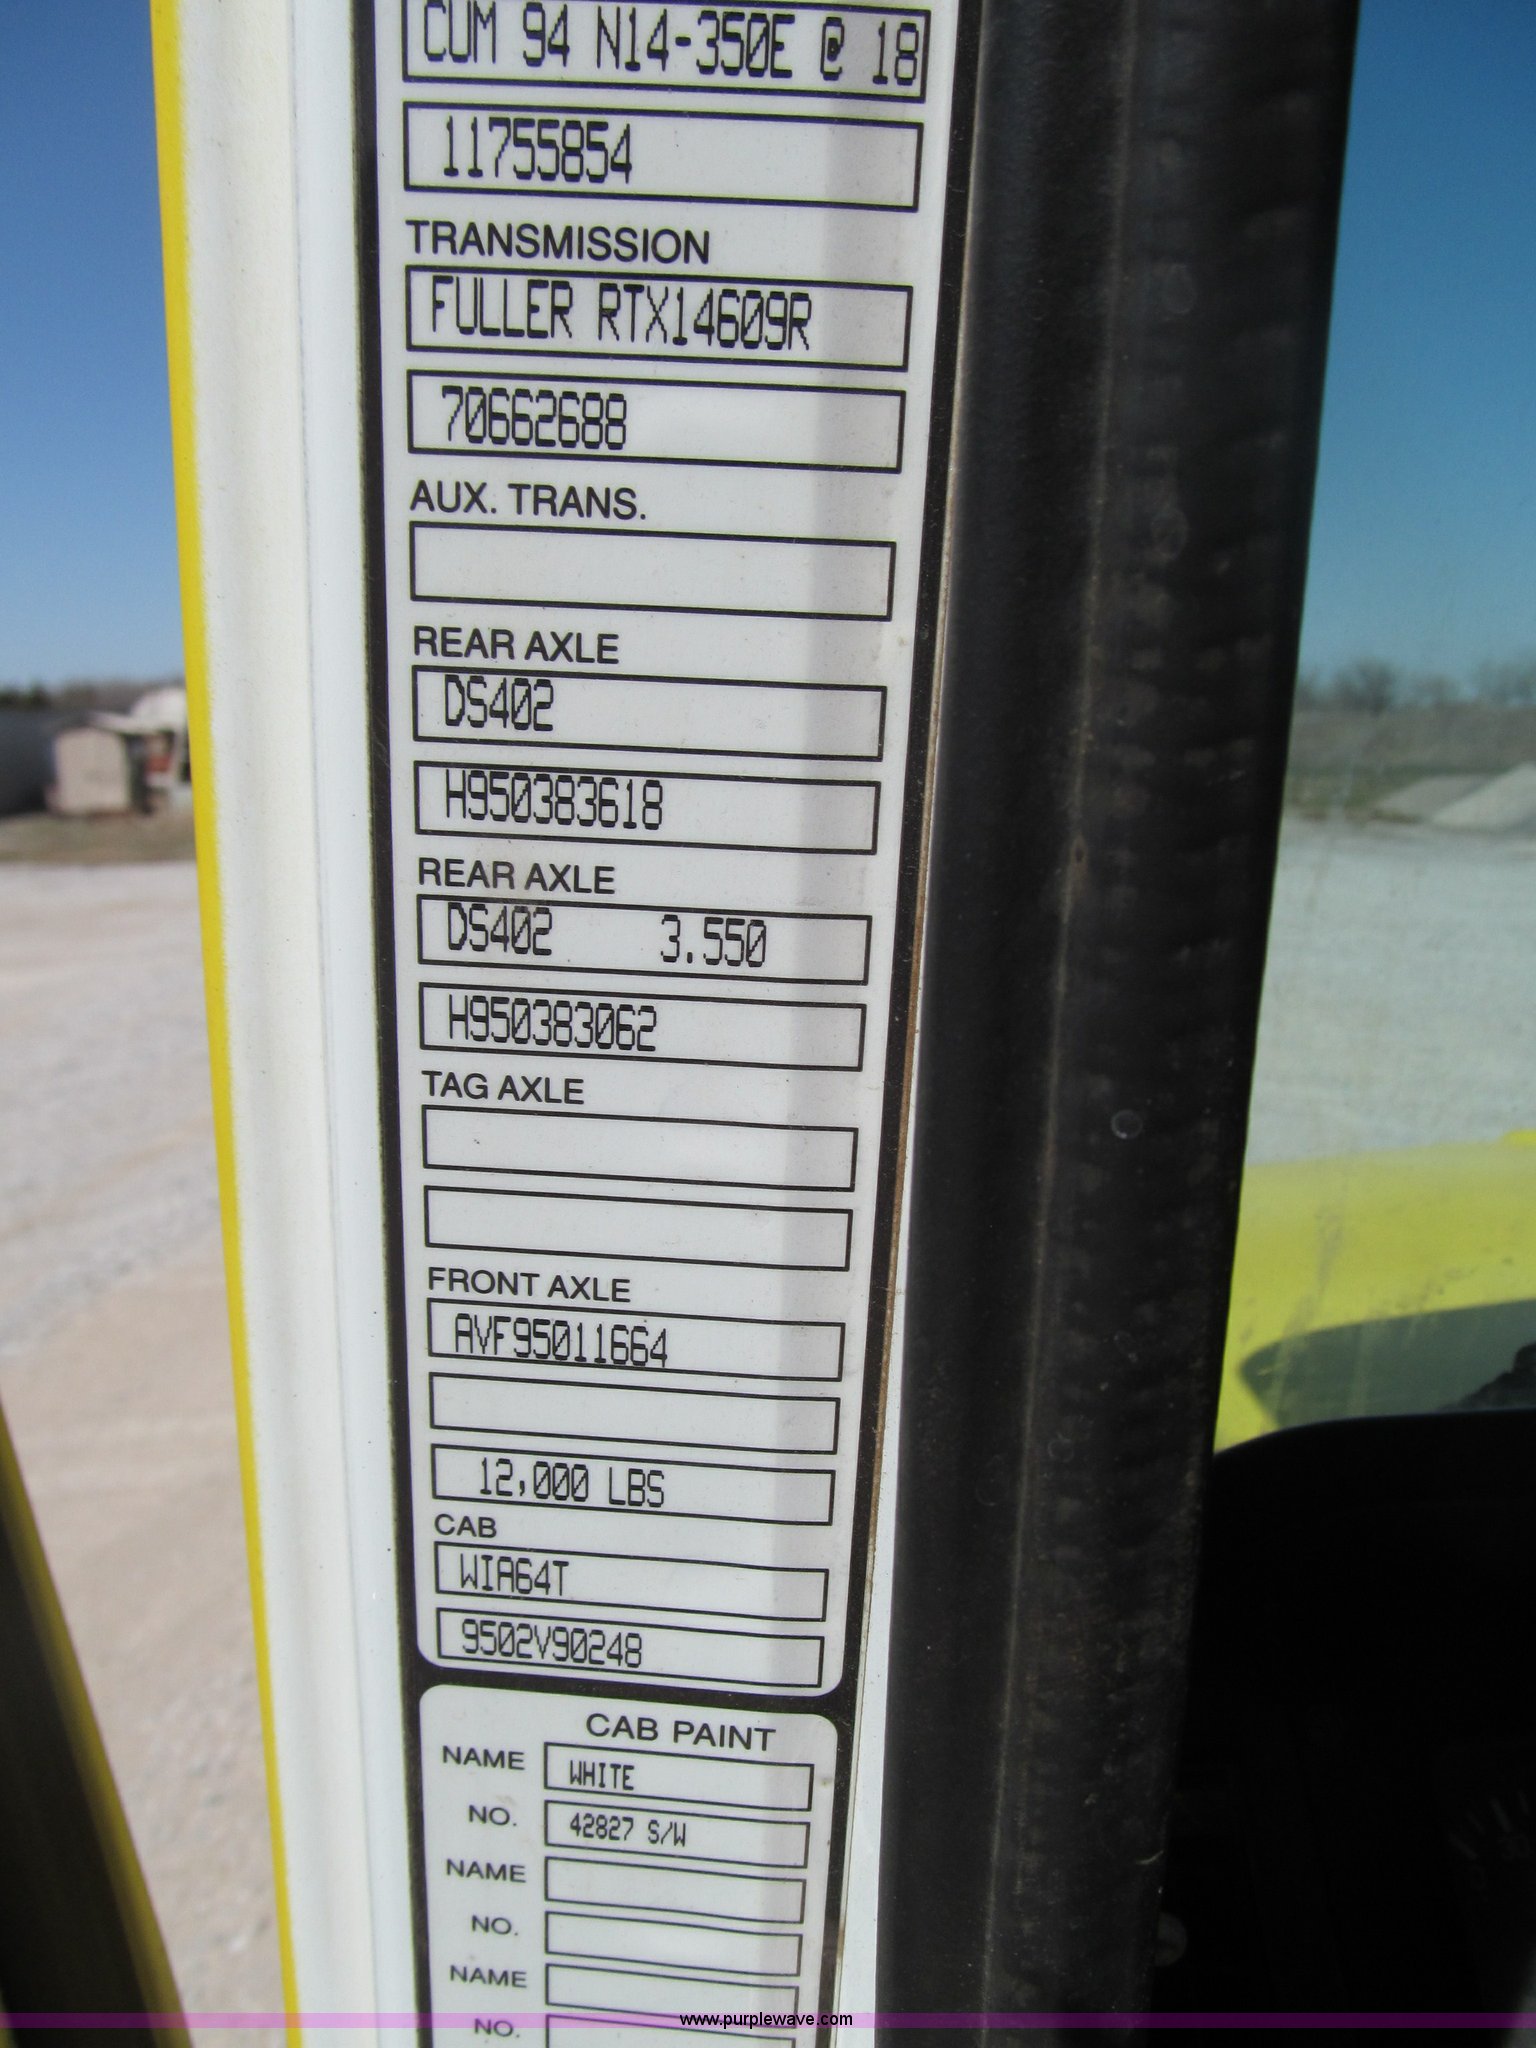 CUM 94 N14-350E @ 18
11755854
TRANSMISSION
FULLER RTX14609R
70662688
AUX. TRANS.
REAR AXLE
DS402
H950383618
REAR AXLE
DS402 3.550
H950383062
TAG AXLE
FRONT AXLE
AVF95011664
12,000 LBS
CAB
WIA64T
9502V90248
CAB PAINT
NAME WHITE
NO. 42827 S/W
NAME
NO.
NAME
NO.
www.purplewave.com